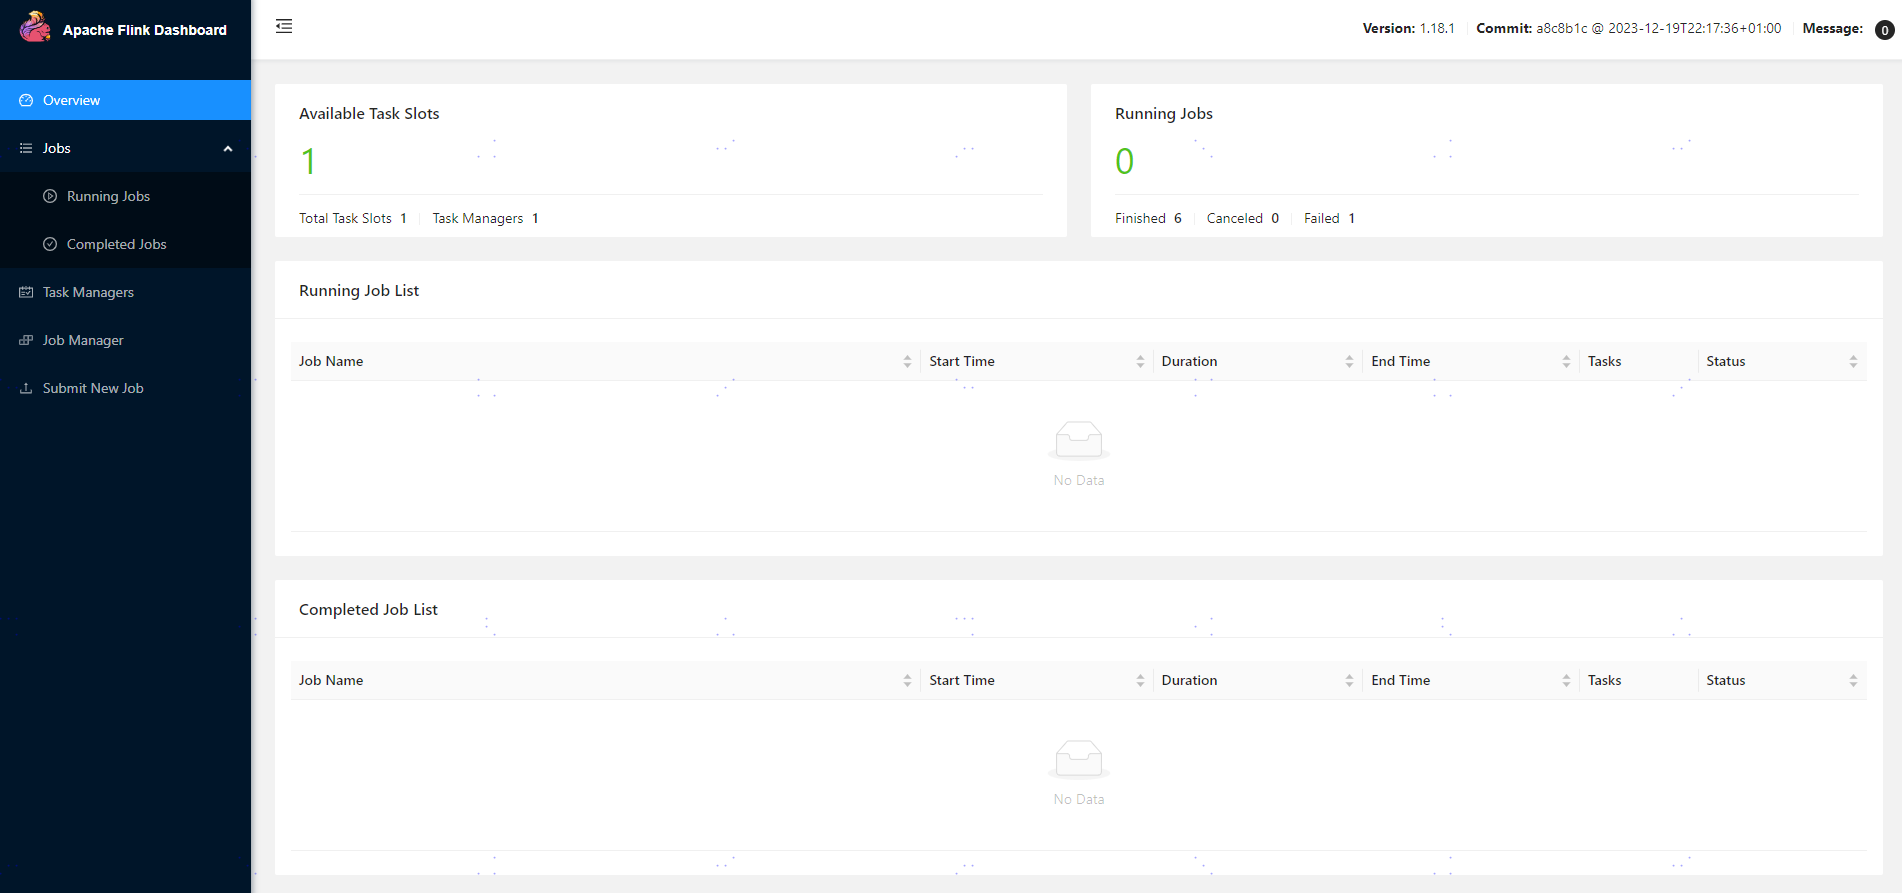 Apache Flink Dashboard
Version: 1.18.1 Commit: a8c8b1c @ 2023-12-19T22:17:36+01:00 Message: 0
Overview
Jobs
Running Jobs
Completed Jobs
Task Managers
Job Manager
Submit New Job
Available Task Slots
1
Total Task Slots 1 Task Managers 1
Running Jobs
0
Finished 6 Canceled 0 Failed 1
Running Job List
Job Name Start Time Duration End Time Tasks Status
No Data
Completed Job List
Job Name Start Time Duration End Time Tasks Status
No Data